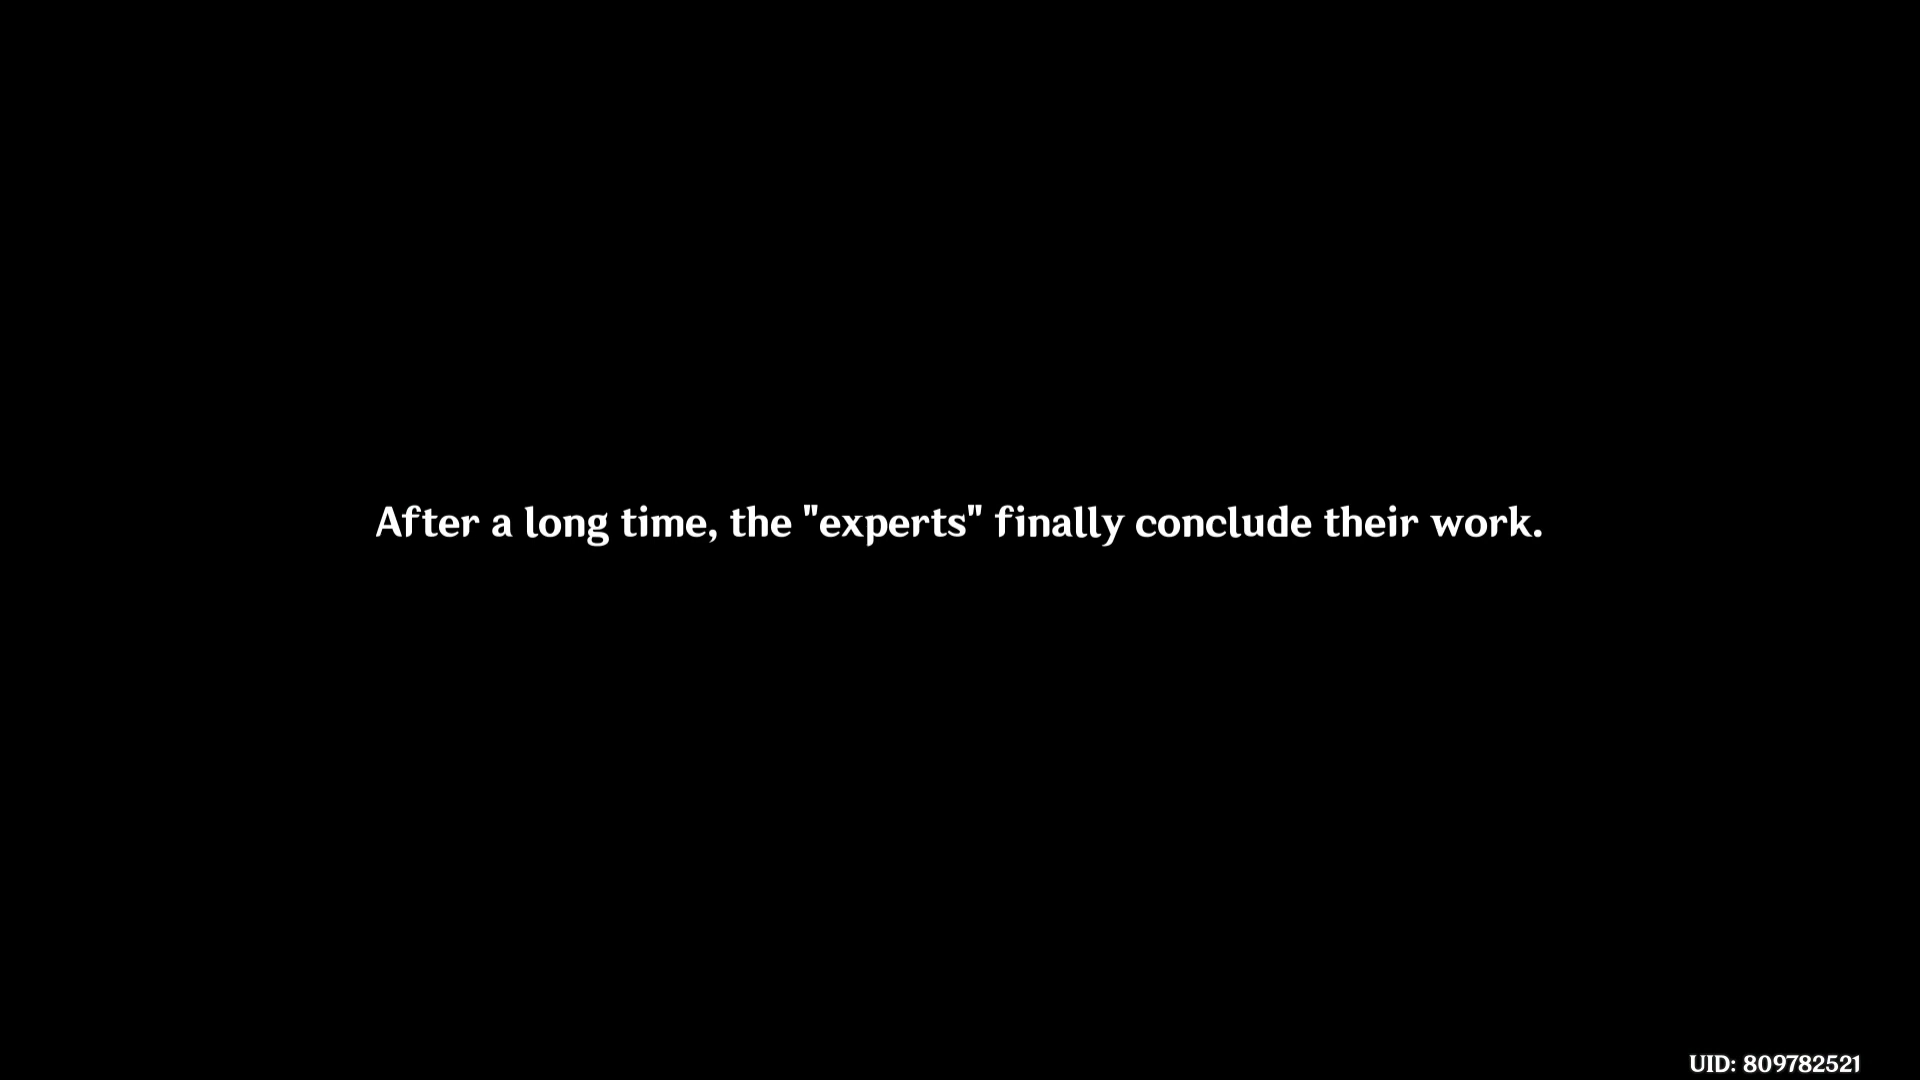 After a long time, the "experts" finally conclude their work.
UID: 809782521